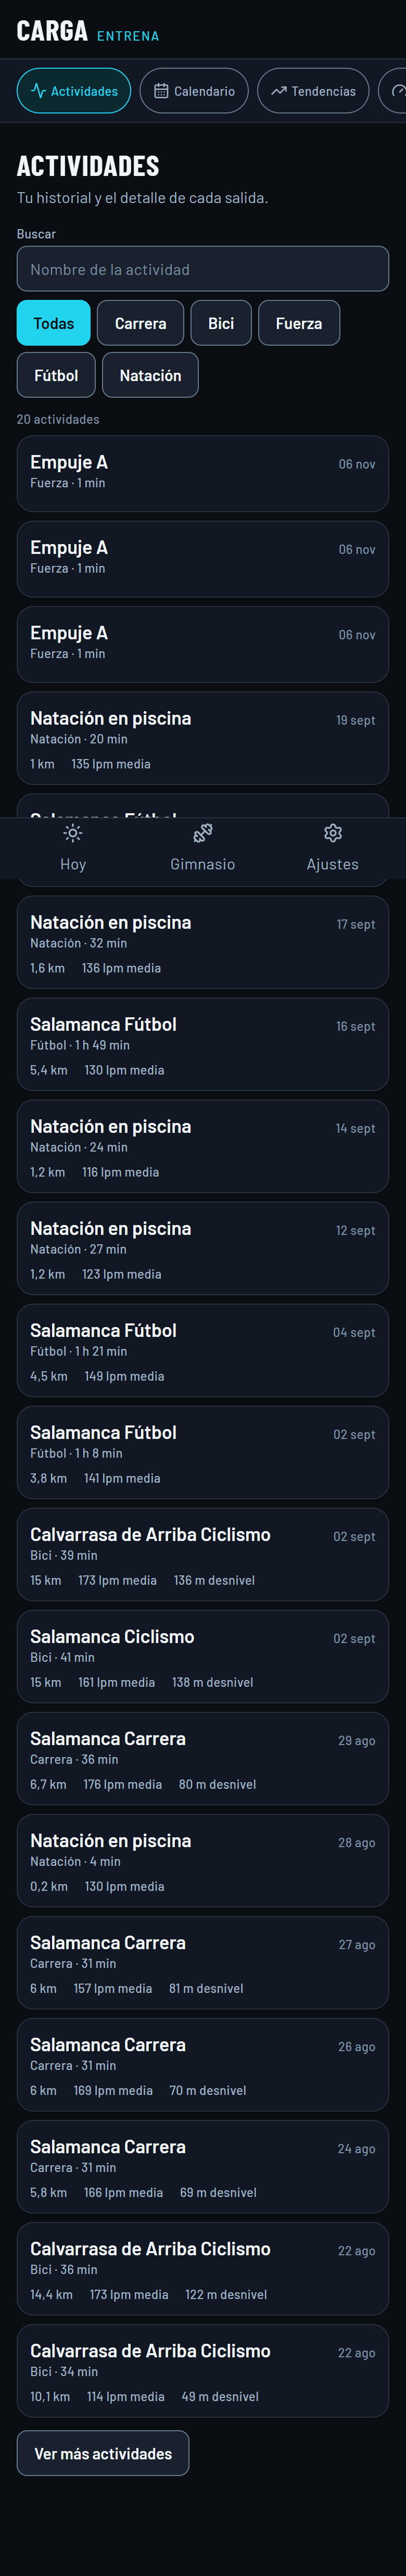 CARGA ENTRENA
Actividades
Calendario
Tendencias
ACTIVIDADES
Tu historial y el detalle de cada salida.
Buscar
Nombre de la actividad
Todas
Carrera
Bici
Fuerza
Fútbol
Natación
20 actividades
Empuje A
06 nov
Fuerza · 1 min
Empuje A
06 nov
Fuerza · 1 min
Empuje A
06 nov
Fuerza · 1 min
Natación en piscina
19 sept
Natación · 20 min
1 km 135 lpm media
Hoy
Gimnasio
Ajustes
Natación en piscina
17 sept
Natación · 32 min
1,6 km 136 lpm media
Salamanca Fútbol
16 sept
Fútbol · 1 h 49 min
5,4 km 130 lpm media
Natación en piscina
14 sept
Natación · 24 min
1,2 km 116 lpm media
Natación en piscina
12 sept
Natación · 27 min
1,2 km 123 lpm media
Salamanca Fútbol
04 sept
Fútbol · 1 h 21 min
4,5 km 149 lpm media
Salamanca Fútbol
02 sept
Fútbol · 1 h 8 min
3,8 km 141 lpm media
Calvarrasa de Arriba Ciclismo
02 sept
Bici · 39 min
15 km 173 lpm media 136 m desnivel
Salamanca Ciclismo
02 sept
Bici · 41 min
15 km 161 lpm media 138 m desnivel
Salamanca Carrera
29 ago
Carrera · 36 min
6,7 km 176 lpm media 80 m desnivel
Natación en piscina
28 ago
Natación · 4 min
0,2 km 130 lpm media
Salamanca Carrera
27 ago
Carrera · 31 min
6 km 157 lpm media 81 m desnivel
Salamanca Carrera
26 ago
Carrera · 31 min
6 km 169 lpm media 70 m desnivel
Salamanca Carrera
24 ago
Carrera · 31 min
5,8 km 166 lpm media 69 m desnivel
Calvarrasa de Arriba Ciclismo
22 ago
Bici · 36 min
14,4 km 173 lpm media 122 m desnivel
Calvarrasa de Arriba Ciclismo
22 ago
Bici · 34 min
10,1 km 114 lpm media 49 m desnivel
Ver más actividades